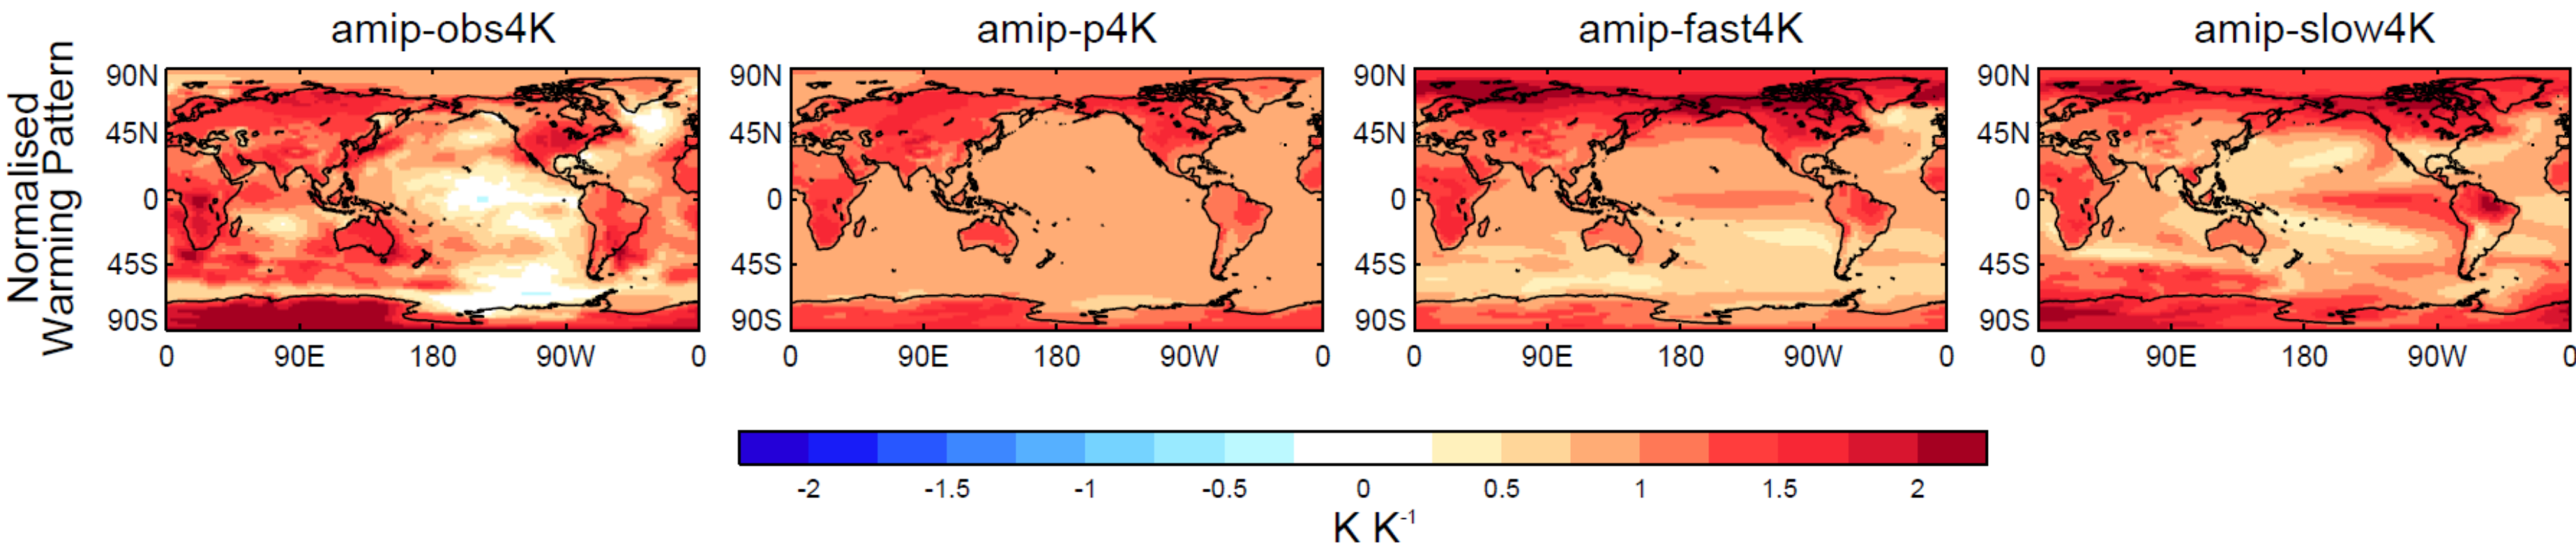 amip-obs4K
amip-p4K
amip-fast4K
amip-slow4K
Normalised
Warming Pattern
90N
45N
0
45S
90S
0 90E 180 90W 0
90N
45N
0
45S
90S
0 90E 180 90W 0
90N
45N
0
45S
90S
0 90E 180 90W 0
90N
45N
0
45S
90S
0 90E 180 90W 0
-2 -1.5 -1 -0.5 0 0.5 1 1.5 2
K K⁻¹